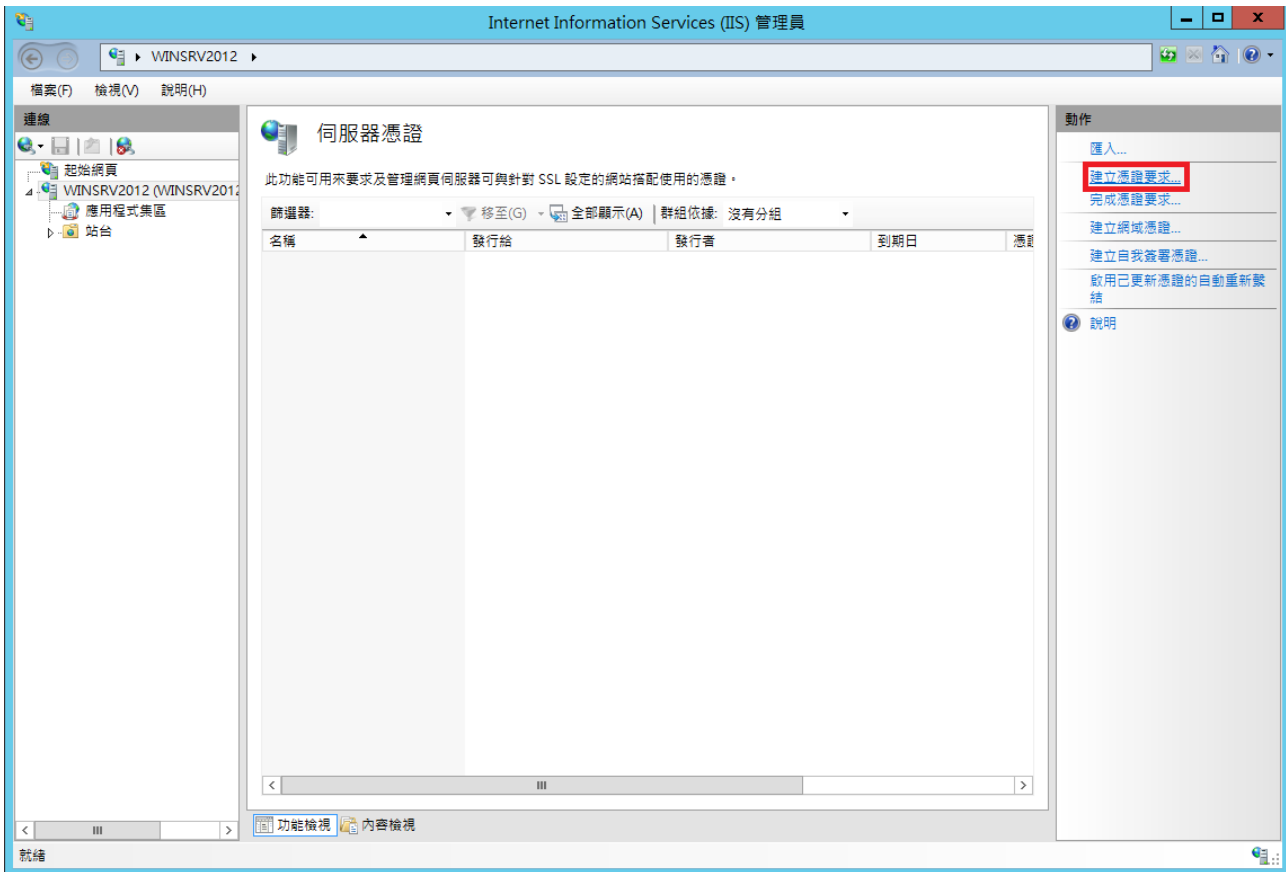 Internet Information Services (IIS) 管理員
WINSRV2012
檔案(F) 檢視(V) 說明(H)
連線
起始網頁
WINSRV2012 (WINSRV2012
應用程式集區
站台
伺服器憑證
此功能可用來要求及管理網頁伺服器可與針對 SSL 設定的網站搭配使用的憑證。
篩選器: 移至(G) 全部顯示(A) 群組依據: 沒有分組
名稱 發行給 發行者 到期日 憑證
功能檢視 內容檢視
動作
匯入...
建立憑證要求...
完成憑證要求...
建立網域憑證...
建立自我簽署憑證...
啟用已更新憑證的自動重新繫
結
說明
就緒